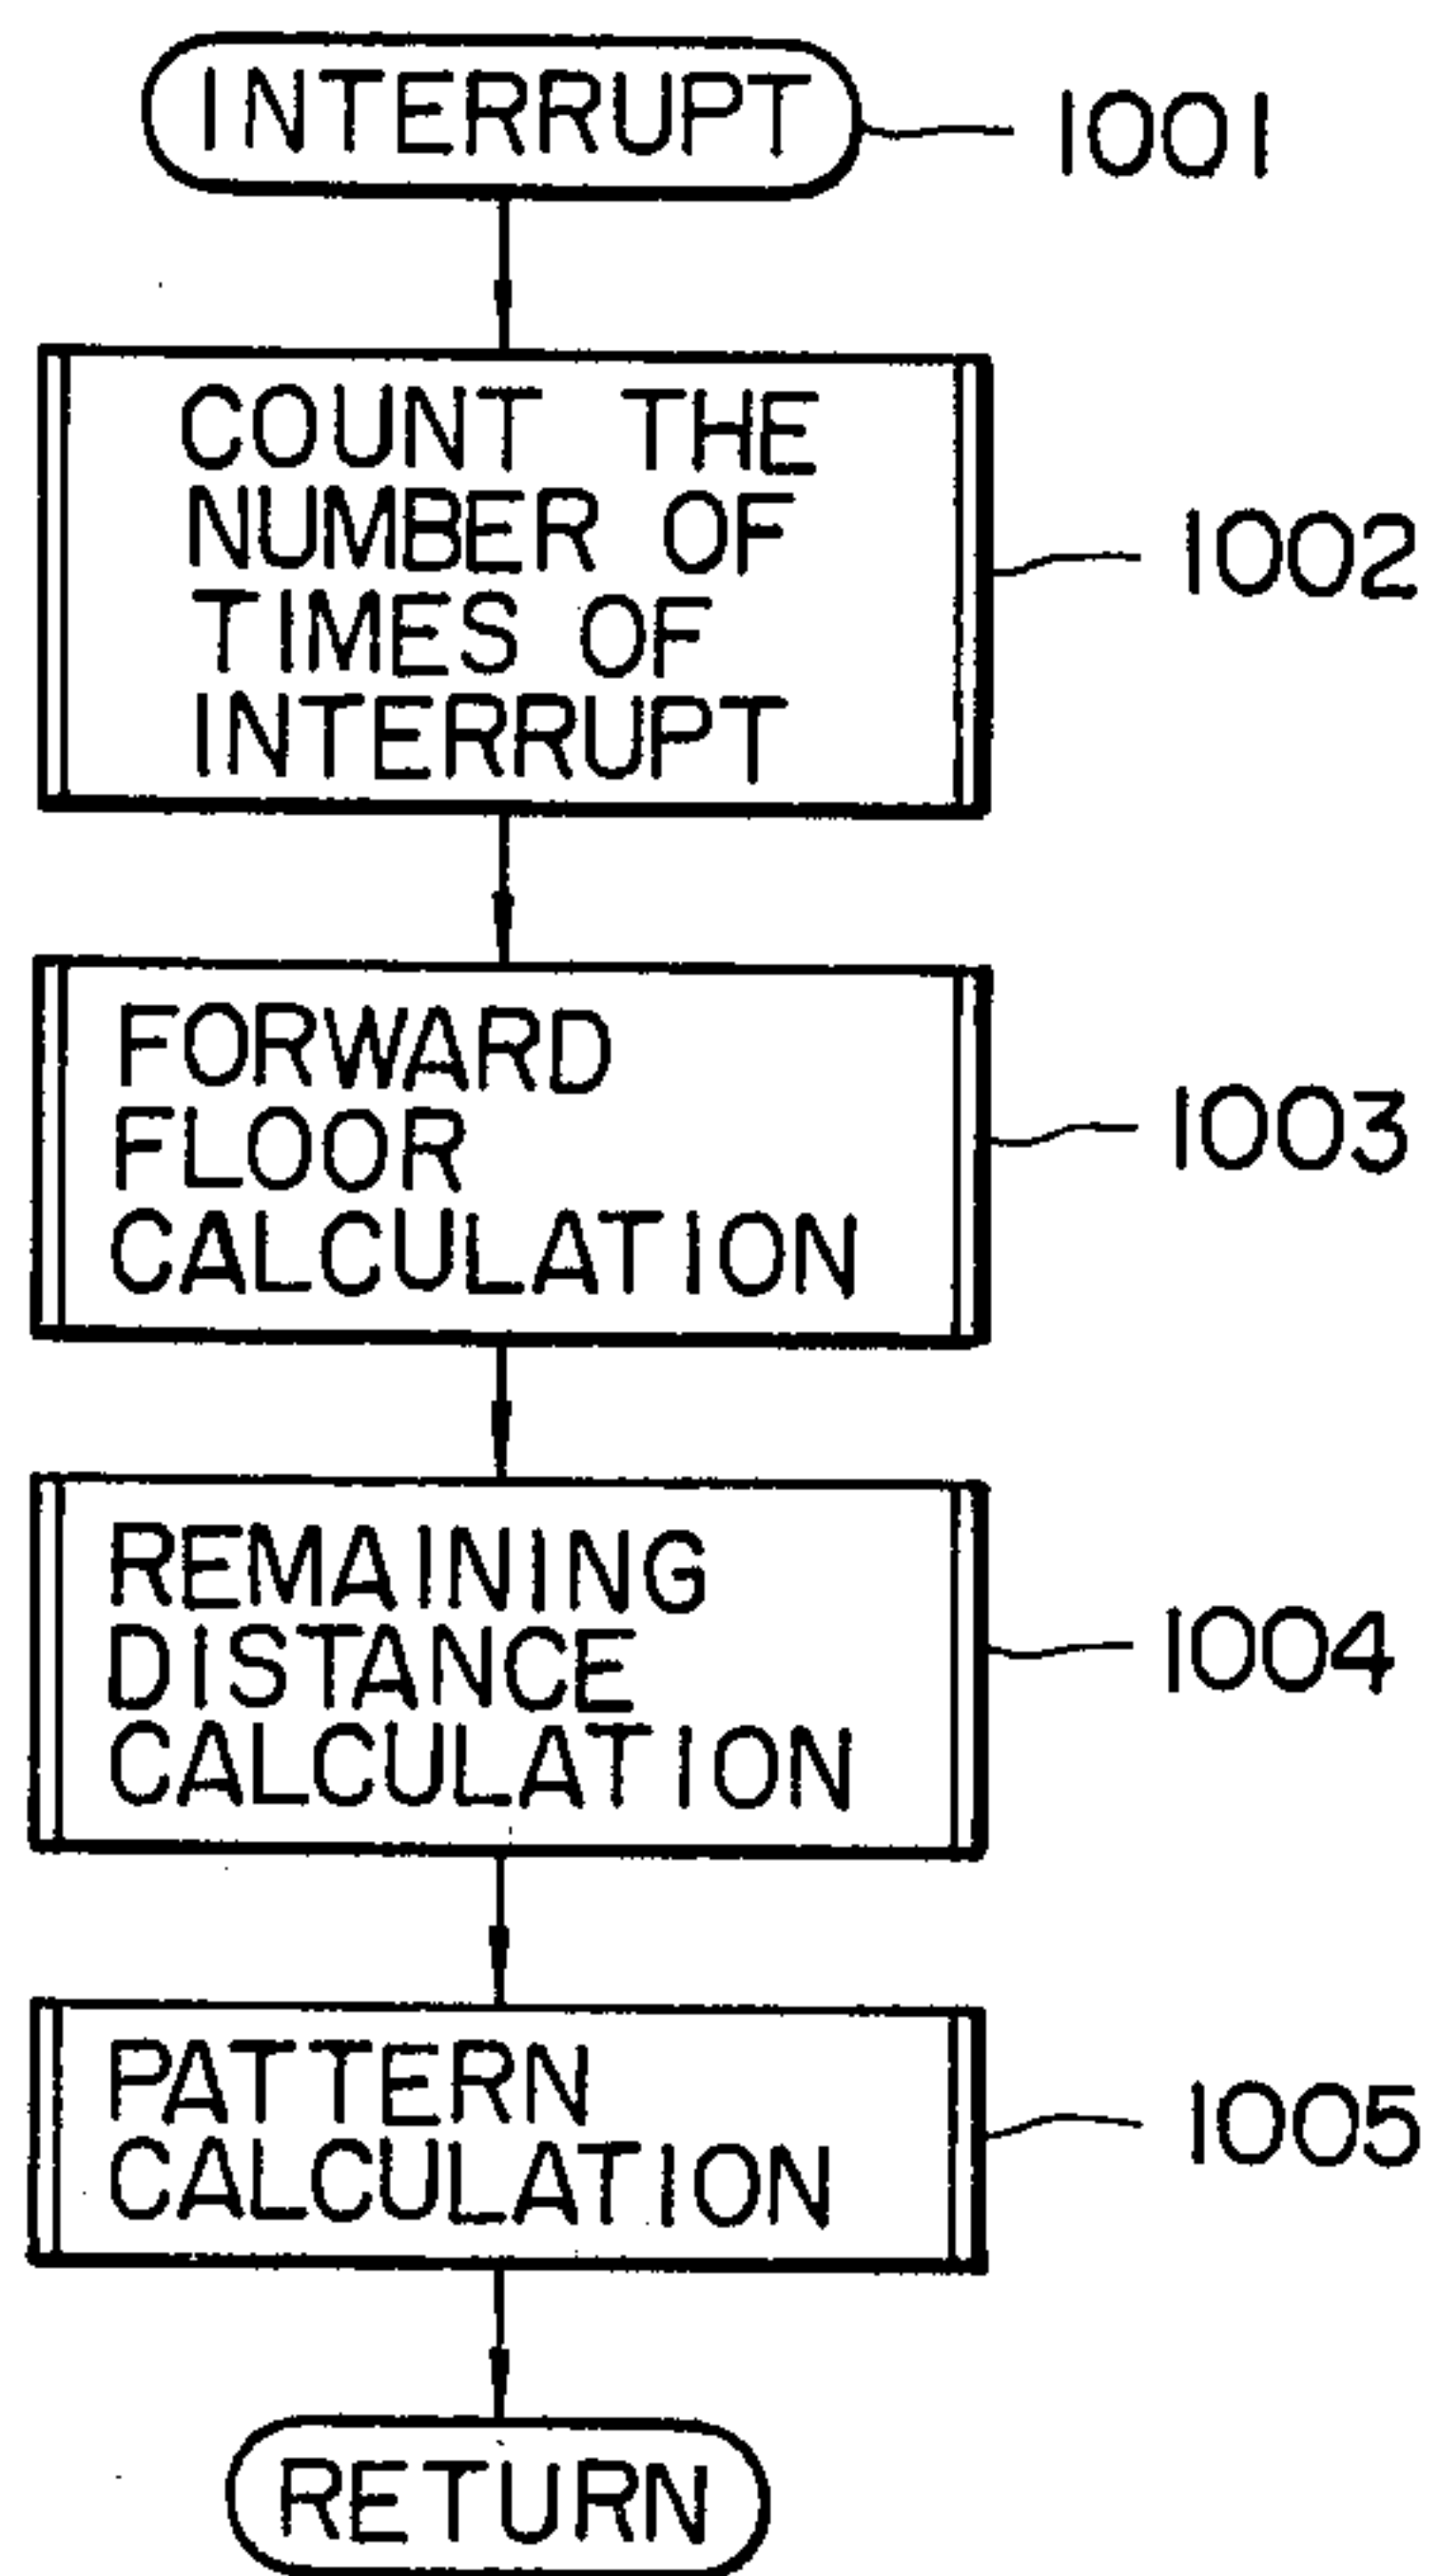 INTERRUPT
1001
COUNT THE
NUMBER OF
TIMES OF
INTERRUPT
1002
FORWARD
FLOOR
CALCULATION
1003
REMAINING
DISTANCE
CALCULATION
1004
PATTERN
CALCULATION
1005
RETURN